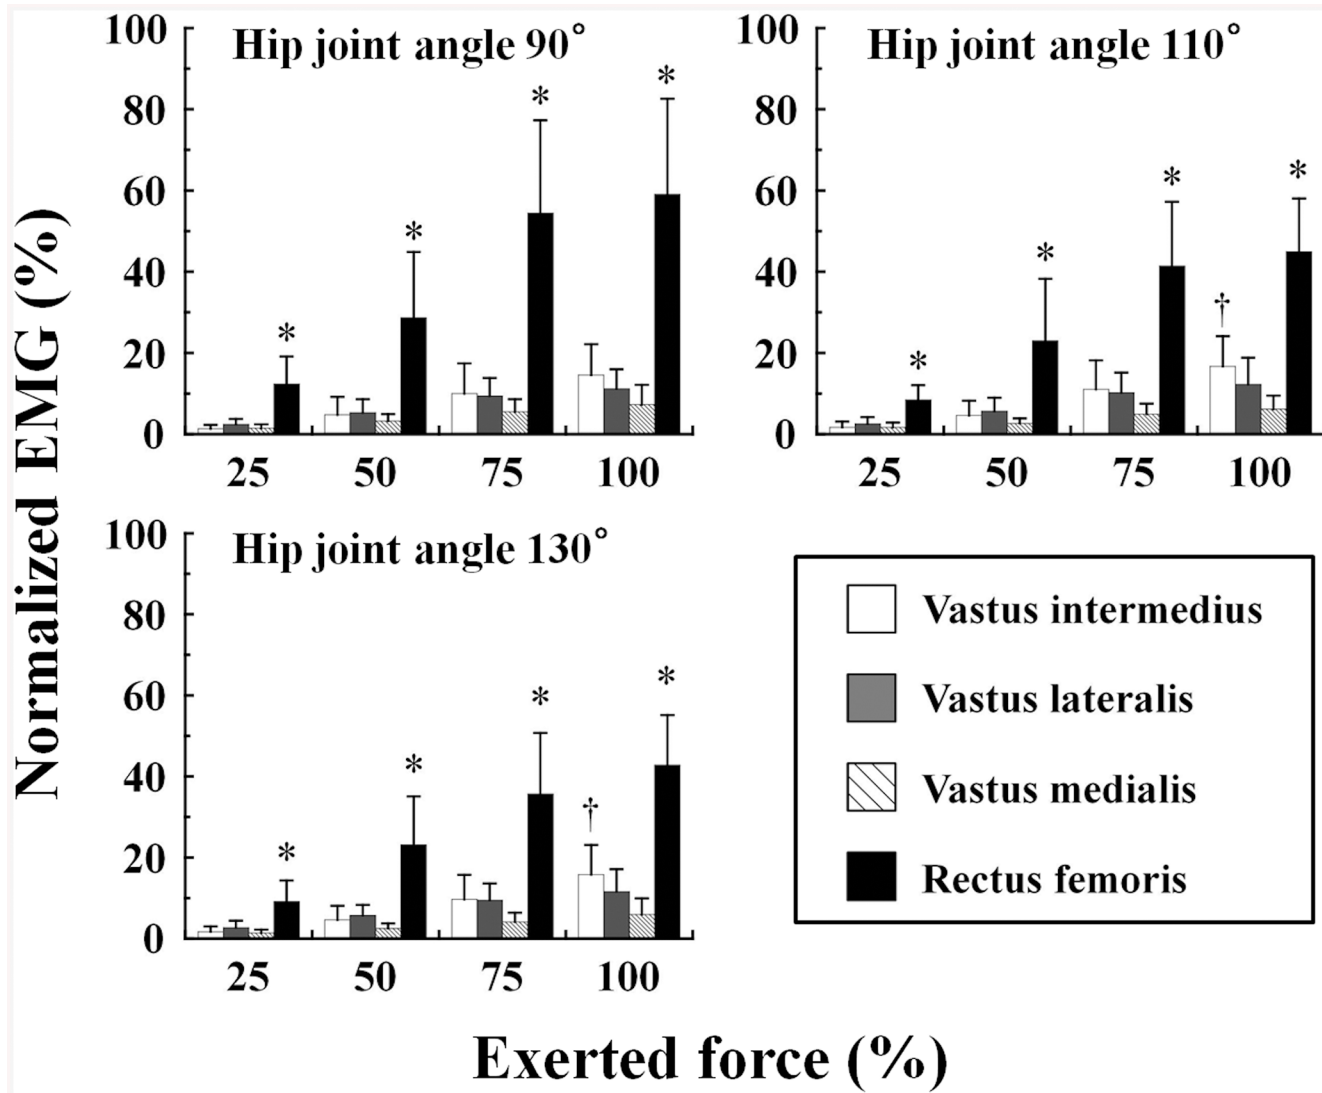 Normalized EMG (%)
Hip joint angle 90°
100
80
60
40
20
0
* * * *
25 50 75 100
Hip joint angle 110°
100
80
60
40
20
0
* * * † *
25 50 75 100
Hip joint angle 130°
100
80
60
40
20
0
* * * † *
25 50 75 100
Vastus intermedius
Vastus lateralis
Vastus medialis
Rectus femoris
Exerted force (%)